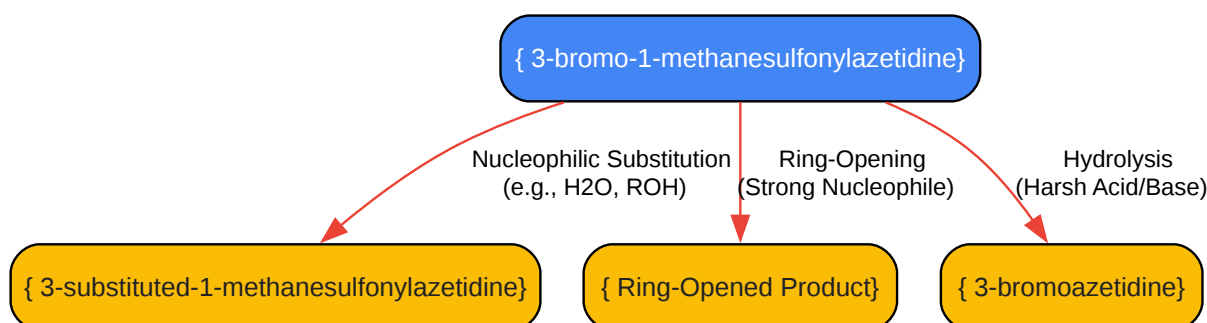 { 3-bromo-1-methanesulfonylazetidine}
Nucleophilic Substitution
(e.g., H2O, ROH)
Ring-Opening
(Strong Nucleophile)
Hydrolysis
(Harsh Acid/Base)
{ 3-substituted-1-methanesulfonylazetidine}
{ Ring-Opened Product}
{ 3-bromoazetidine}